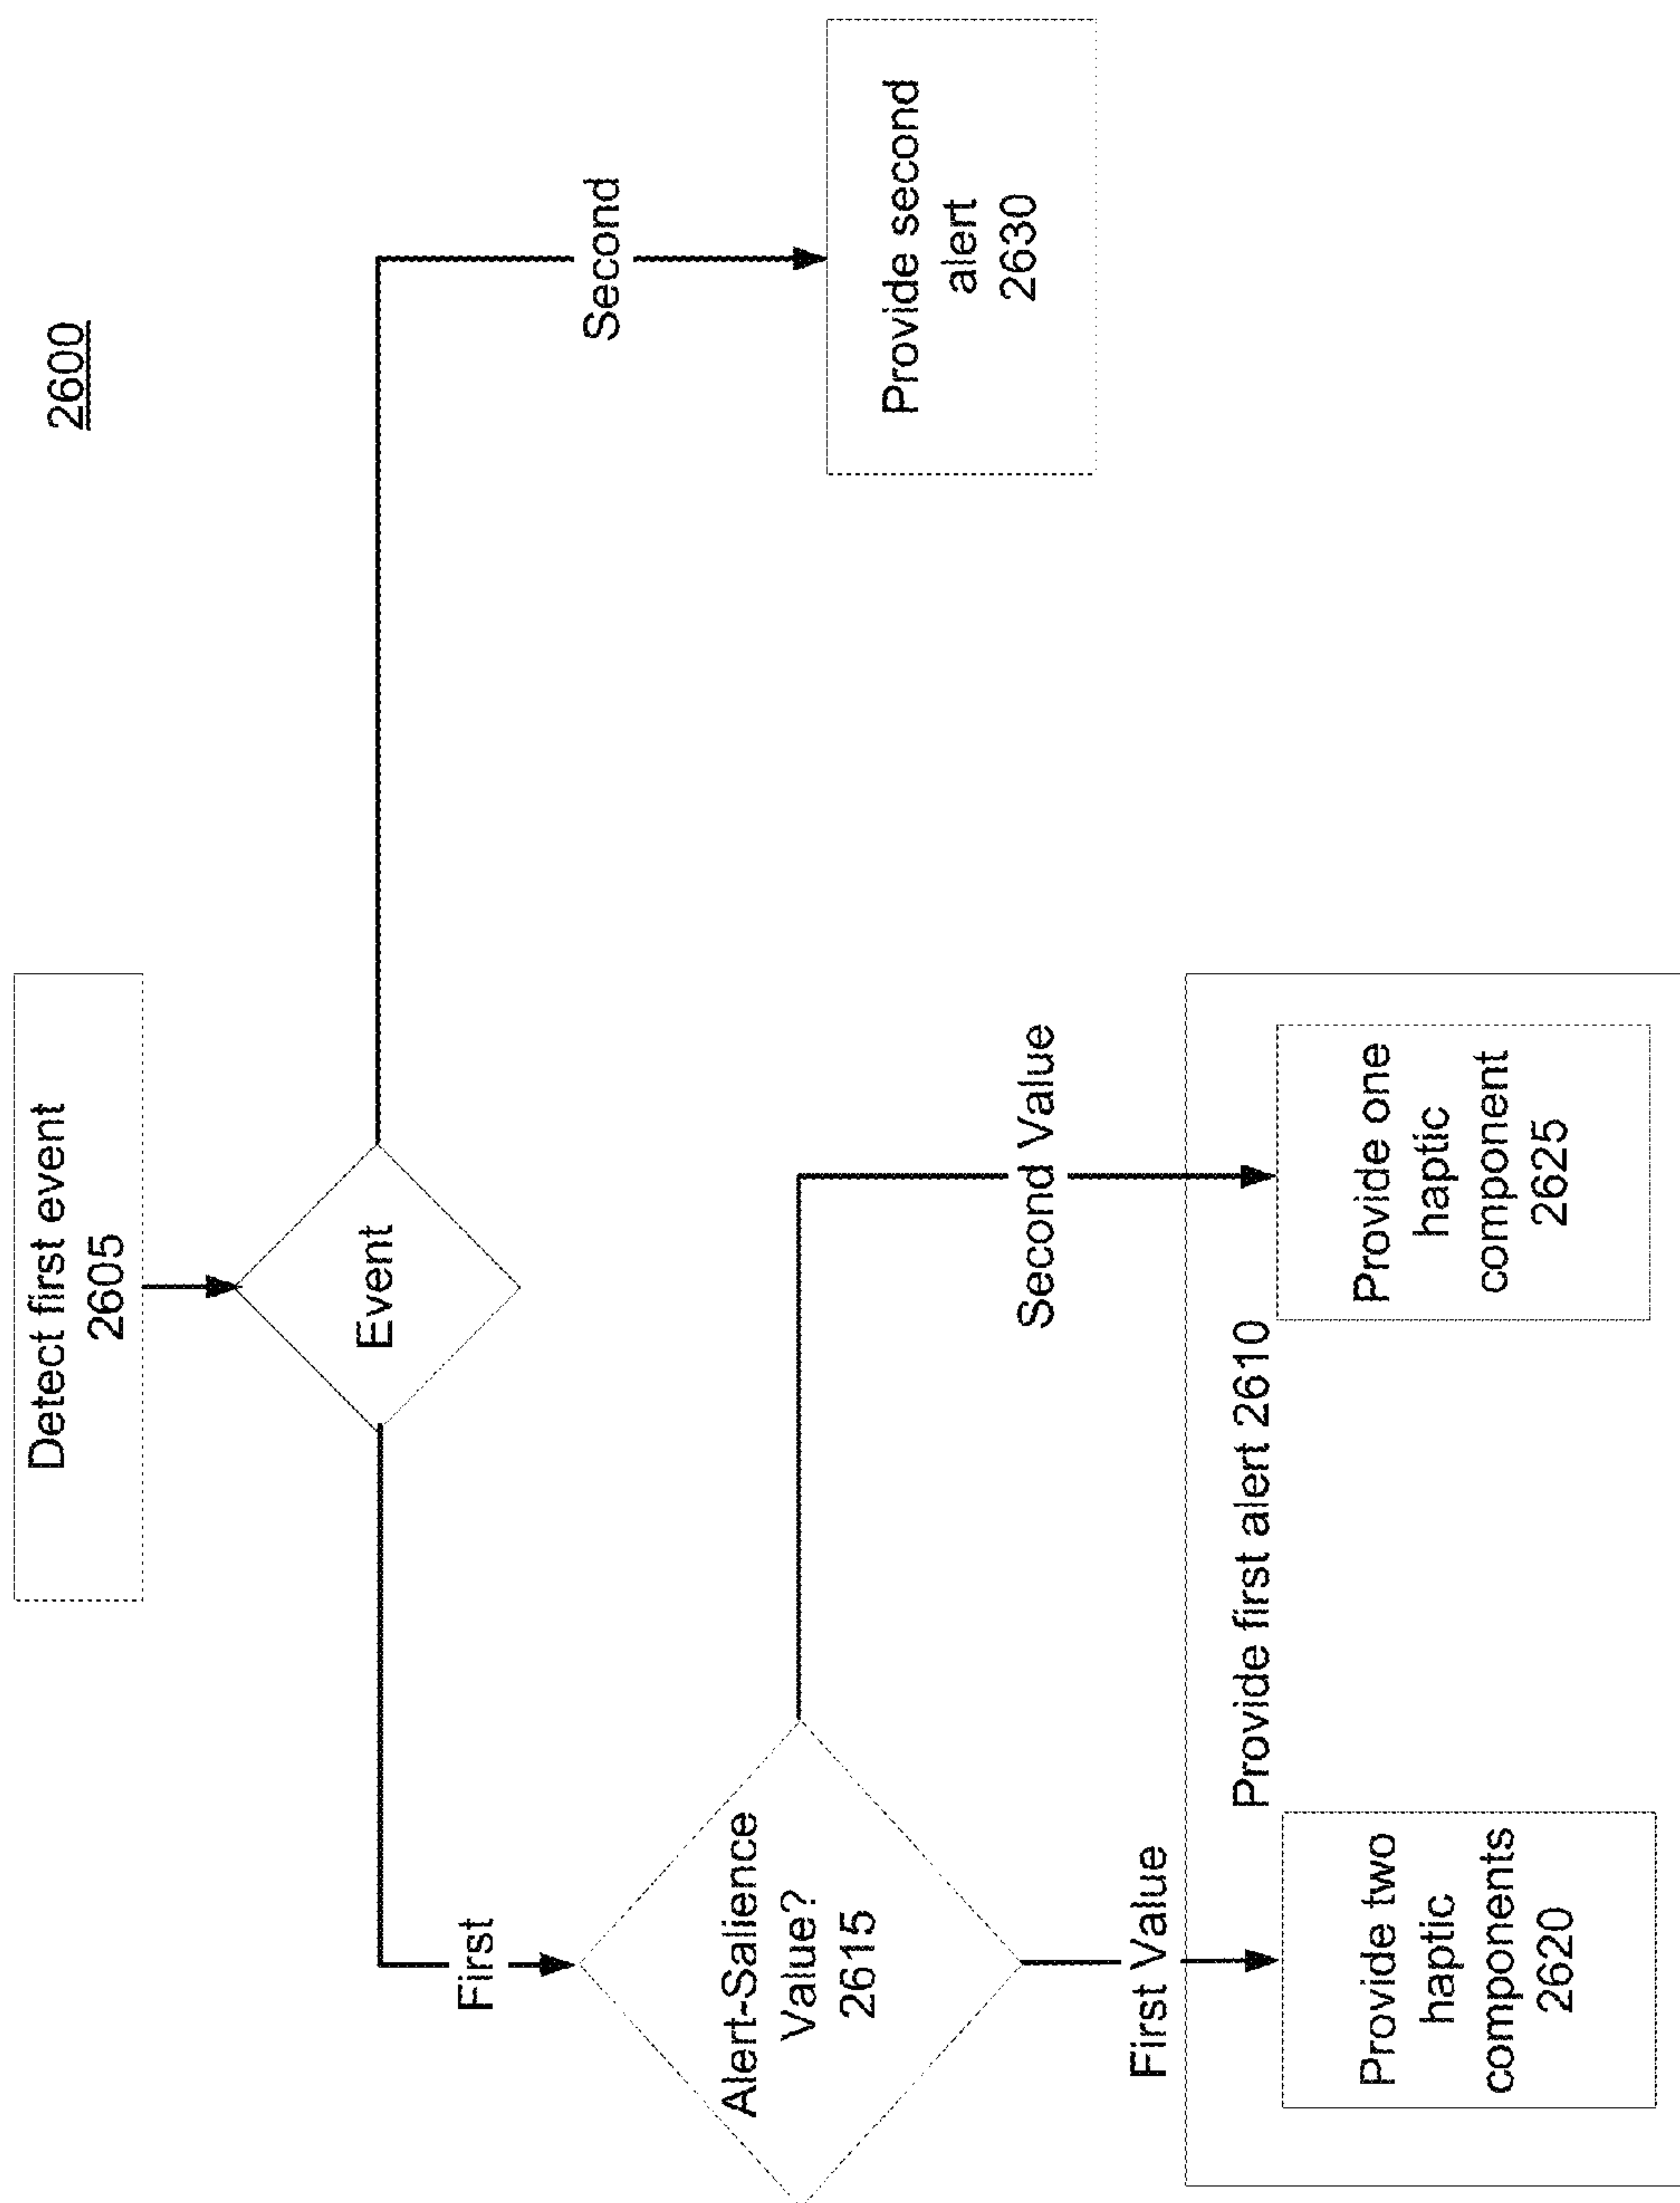 2600
Detect first event
2605
Event
First
Second
Alert-Salience
Value?
2615
Provide second
alert
2630
First Value
Second Value
Provide first alert 2610
Provide two
haptic
components
2620
Provide one
haptic
component
2625